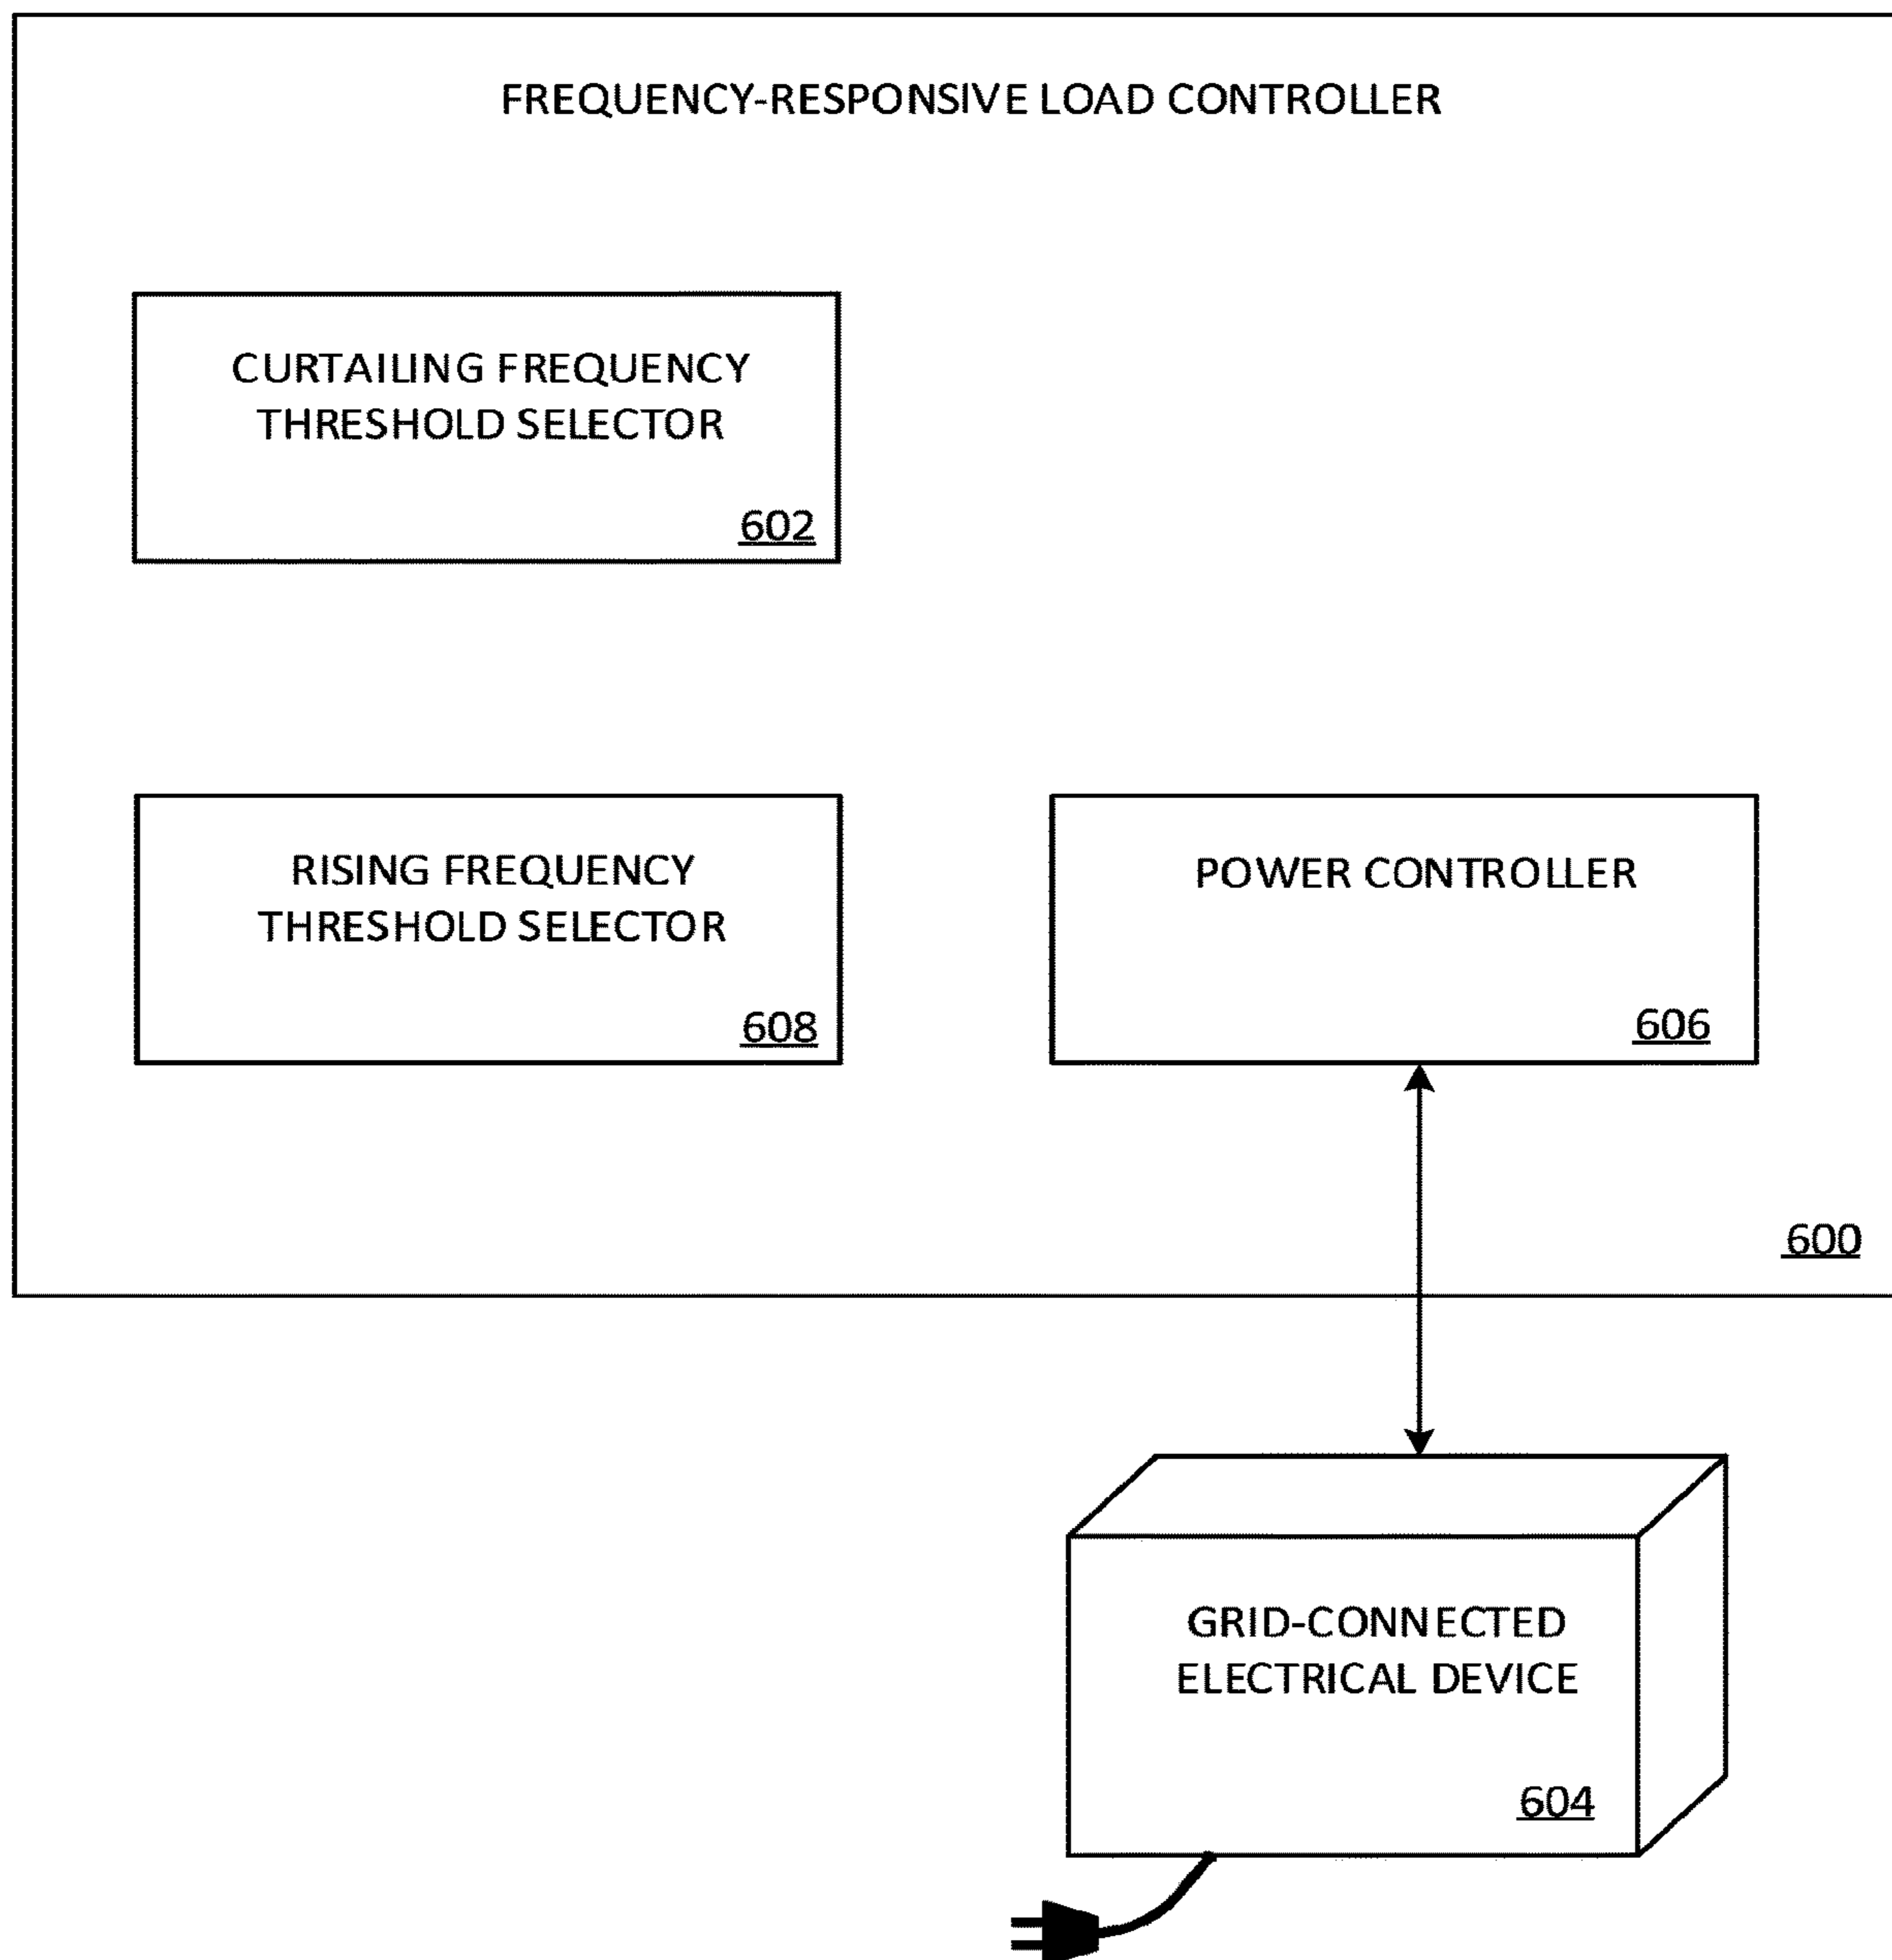 FREQUENCY-RESPONSIVE LOAD CONTROLLER
CURTAILING FREQUENCY
THRESHOLD SELECTOR
602
RISING FREQUENCY
THRESHOLD SELECTOR
608
POWER CONTROLLER
606
600
GRID-CONNECTED
ELECTRICAL DEVICE
604